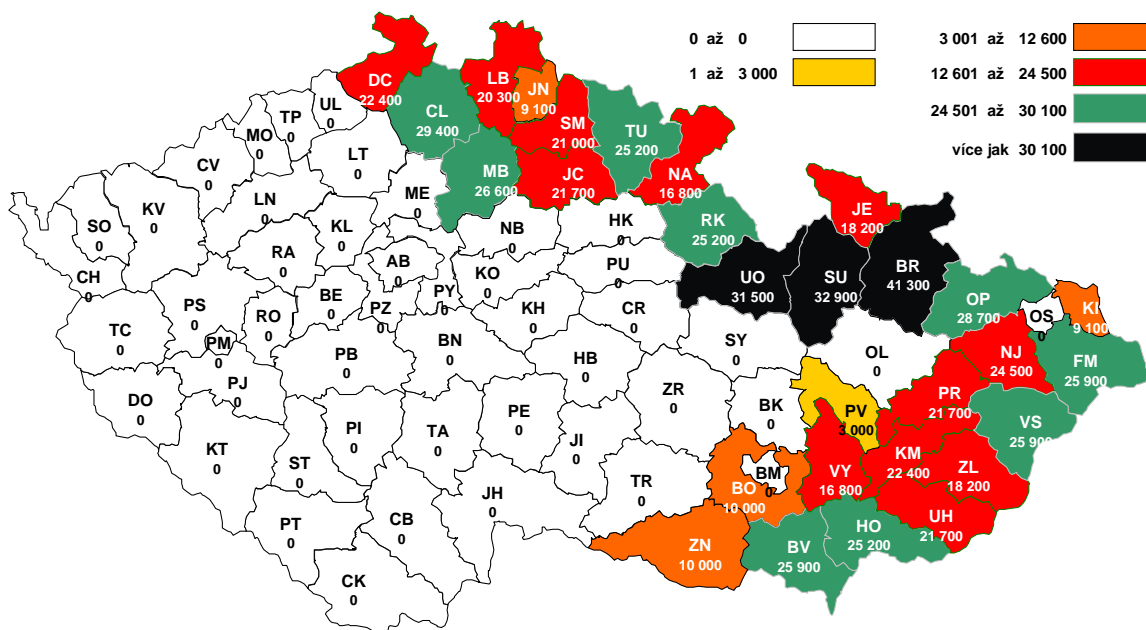 0 až 0
1 až 3 000
3 001 až 12 600
12 601 až 24 500
24 501 až 30 100
více jak 30 100
DC
22 400
LB
20 300
JN
9 100
UL
0
TP
0
MO
0
CL
29 400
SM
21 000
TU
25 200
CV
0
LT
0
MB
26 600
JC
21 700
NA
16 800
ME
0
SO
0
KV
0
LN
0
KL
0
NB
0
HK
0
RK
25 200
JE
18 200
CH
0
RA
0
AB
0
KO
0
PU
0
UO
31 500
SU
32 900
BR
41 300
PS
0
RO
0
BE
0
PZ
0
PY
0
KH
0
CR
0
OP
28 700
OS
0
KI
9 100
TC
0
PM
0
PB
0
BN
0
HB
0
SY
0
OL
0
NJ
24 500
FM
25 900
PJ
0
DO
0
ZR
0
BK
0
PV
3 000
PR
21 700
VS
25 900
KT
0
ST
0
PI
0
TA
0
PE
0
JI
0
TR
0
BO
10 000
BM
0
VY
16 800
KM
22 400
ZL
18 200
UH
21 700
PT
0
CB
0
JH
0
ZN
10 000
BV
25 900
HO
25 200
CK
0